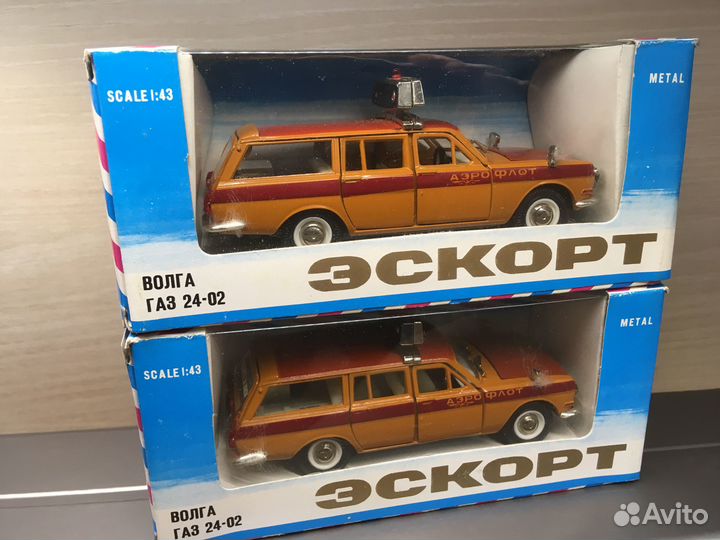 SCALE 1:43
METAL
АЭРОФЛОТ
ЭСКОРТ
ВОЛГА
ГАЗ 24-02
METAL
SCALE 1:43
АЭРОФЛОТ
ЭСКОРТ
ВОЛГА
ГАЗ 24-02
Avito